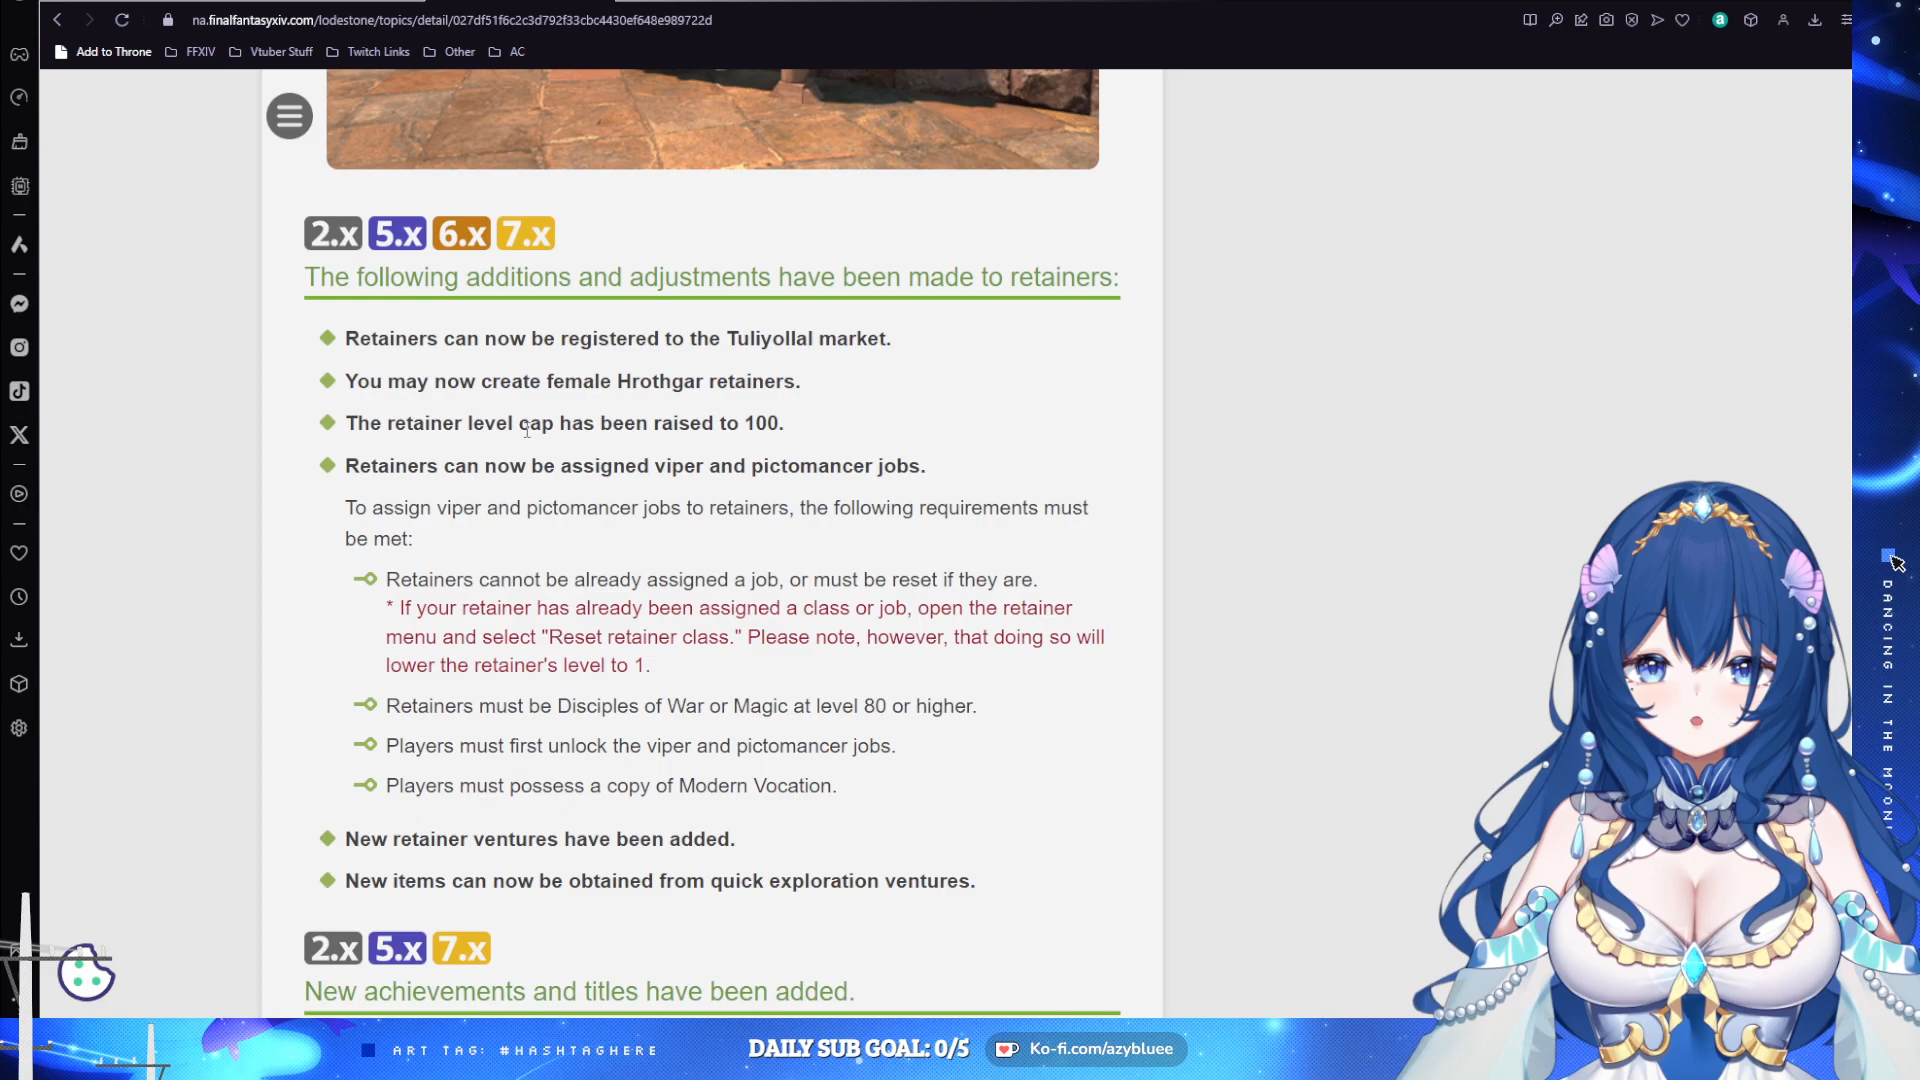 na.finalfantasyxiv.com/lodestone/topics/detail/027df51f6c2c3d792f33cbc4430ef648e989722d
Add to Throne FFXIV Vtuber Stuff Twitch Links Other AC
2.x 5.x 6.x 7.x
The following additions and adjustments have been made to retainers:
Retainers can now be registered to the Tuliyollal market.
You may now create female Hrothgar retainers.
The retainer level cap has been raised to 100.
Retainers can now be assigned viper and pictomancer jobs.
To assign viper and pictomancer jobs to retainers, the following requirements must
be met:
Retainers cannot be already assigned a job, or must be reset if they are.
* If your retainer has already been assigned a class or job, open the retainer
menu and select "Reset retainer class." Please note, however, that doing so will
lower the retainer's level to 1.
Retainers must be Disciples of War or Magic at level 80 or higher.
Players must first unlock the viper and pictomancer jobs.
Players must possess a copy of Modern Vocation.
New retainer ventures have been added.
New items can now be obtained from quick exploration ventures.
2.x 5.x 7.x
New achievements and titles have been added.
DANCING IN THE MOONL
ART TAG: #HASHTAGHERE
DAILY SUB GOAL: 0/5
Ko-fi.com/azybluee